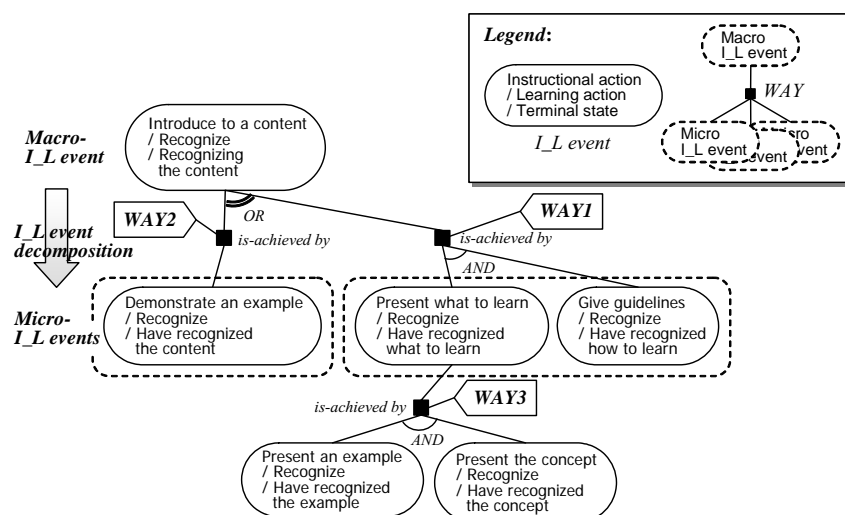 Legend:
Macro
I_L event
WAY
Instructional action
/ Learning action
/ Terminal state
I_L event
Micro
I_L event
event
event
Macro-
I_L event
Introduce to a content
/ Recognize
/ Recognizing
the content
WAY2
OR
WAY1
is-achieved by
is-achieved by
I_L event
decomposition
AND
Micro-
I_L events
Demonstrate an example
/ Recognize
/ Have recognized
the content
Present what to learn
/ Recognize
/ Have recognized
what to learn
Give guidelines
/ Recognize
/ Have recognized
how to learn
is-achieved by
WAY3
AND
Present an example
/ Recognize
/ Have recognized
the example
Present the concept
/ Recognize
/ Have recognized
the concept